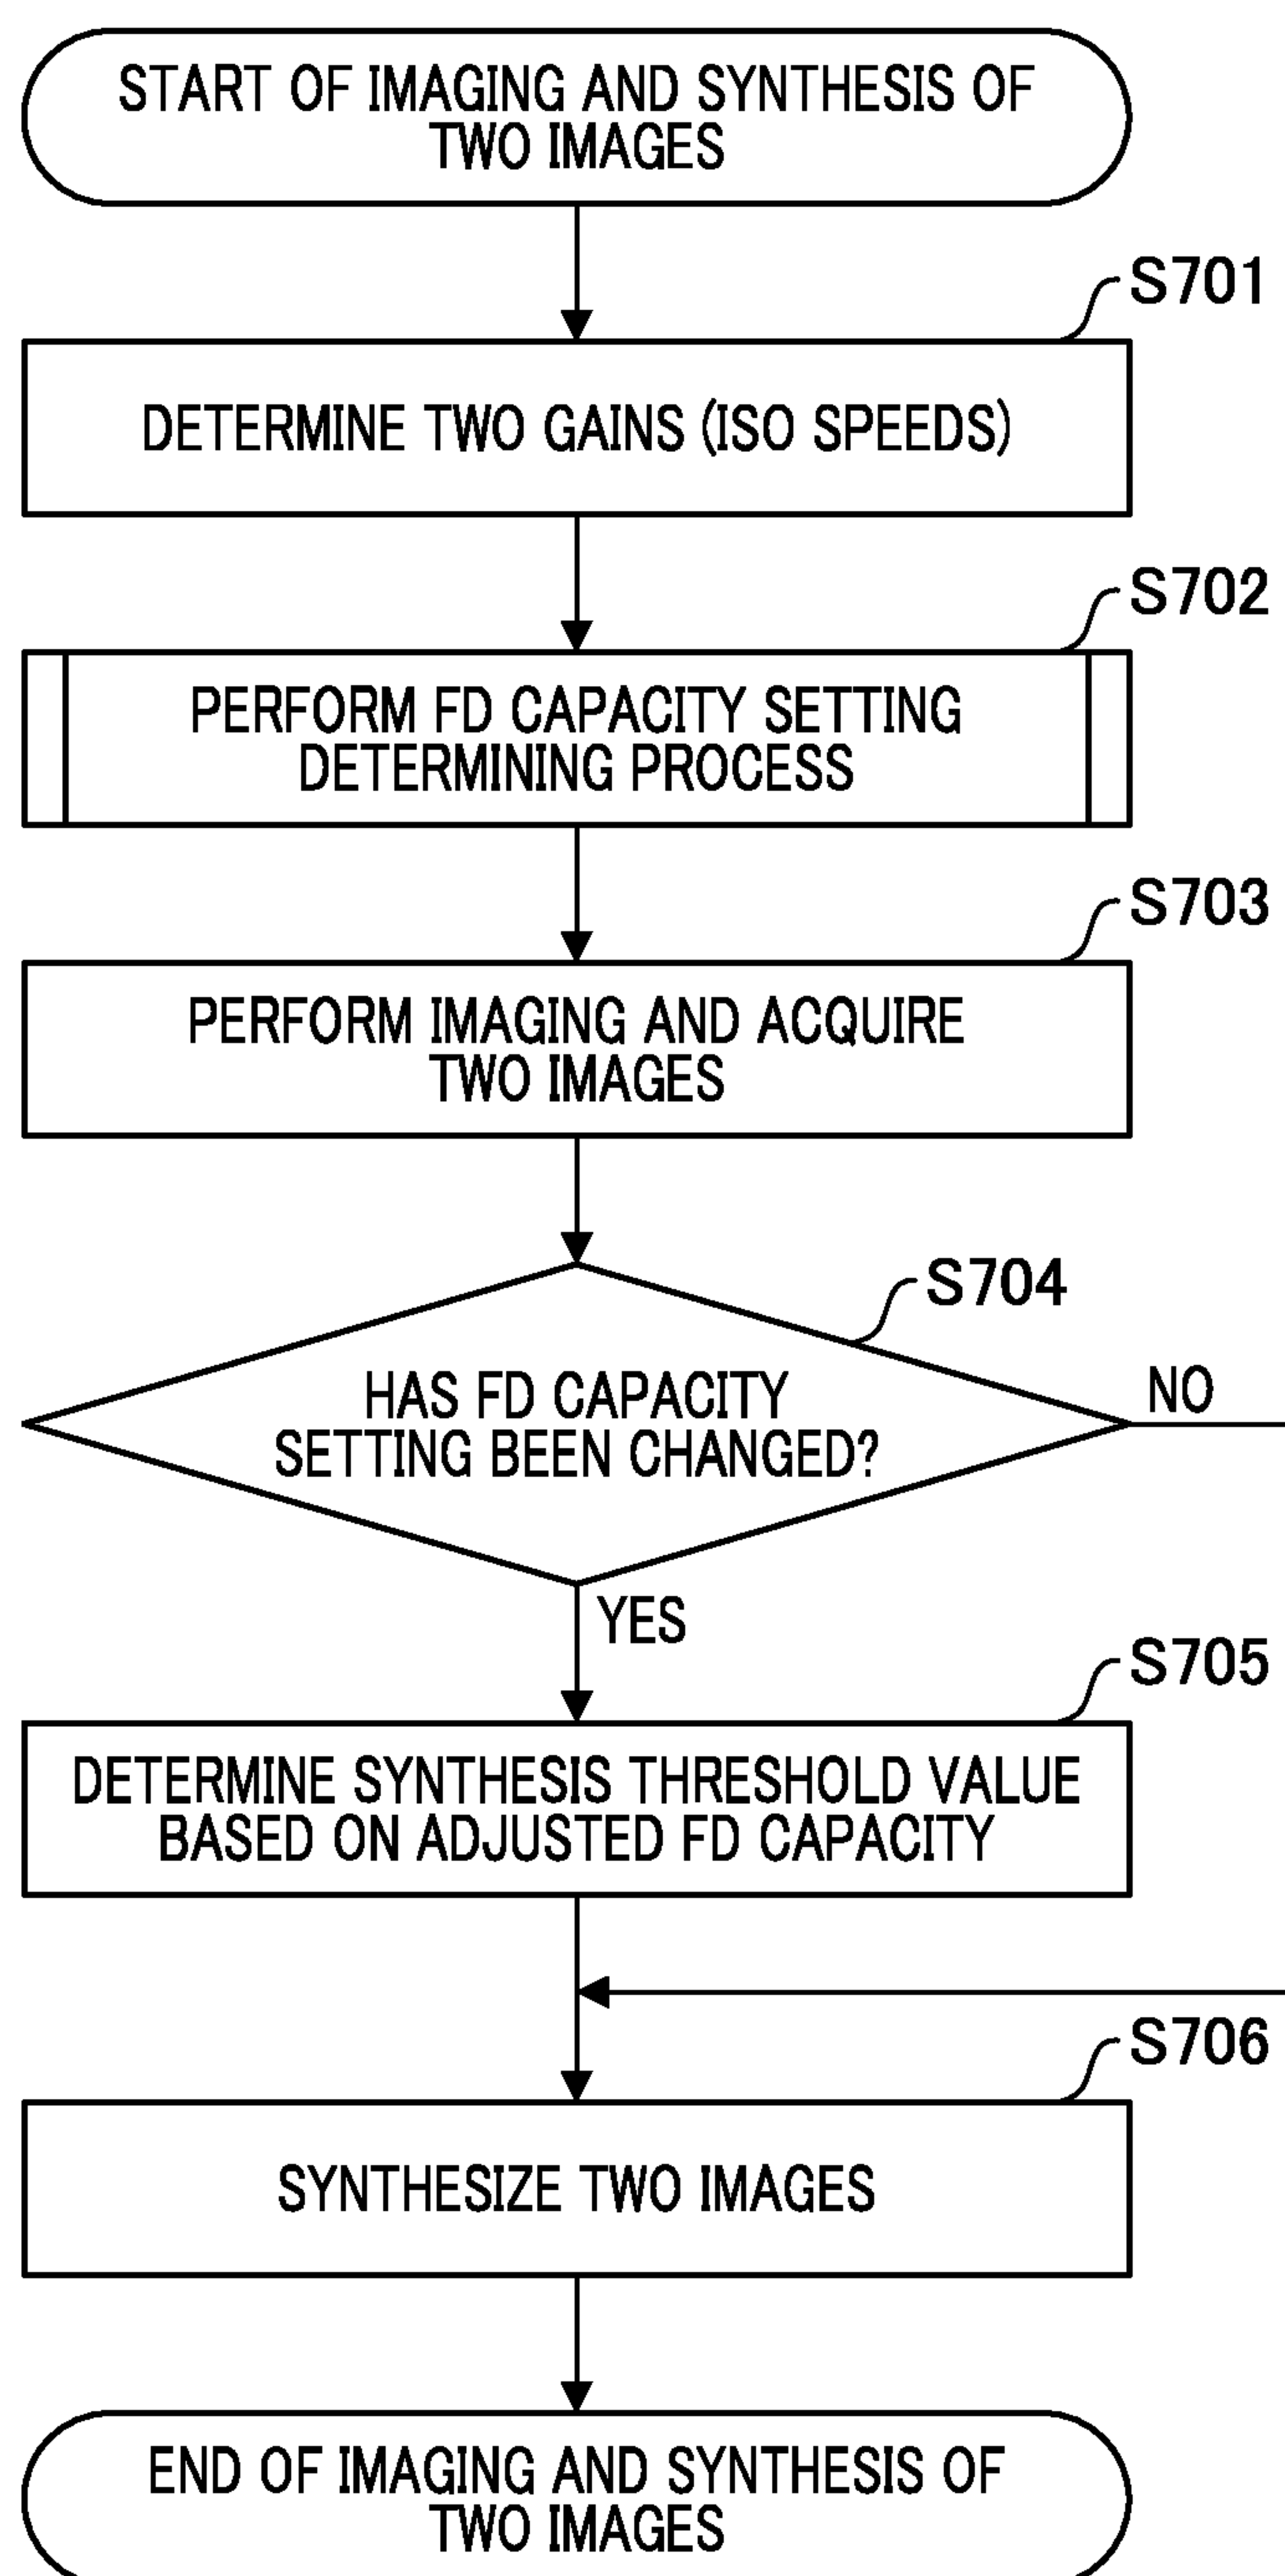 START OF IMAGING AND SYNTHESIS OF
TWO IMAGES
S701
DETERMINE TWO GAINS (ISO SPEEDS)
S702
PERFORM FD CAPACITY SETTING
DETERMINING PROCESS
S703
PERFORM IMAGING AND ACQUIRE
TWO IMAGES
S704
HAS FD CAPACITY
SETTING BEEN CHANGED?
NO
YES
S705
DETERMINE SYNTHESIS THRESHOLD VALUE
BASED ON ADJUSTED FD CAPACITY
S706
SYNTHESIZE TWO IMAGES
END OF IMAGING AND SYNTHESIS OF
TWO IMAGES